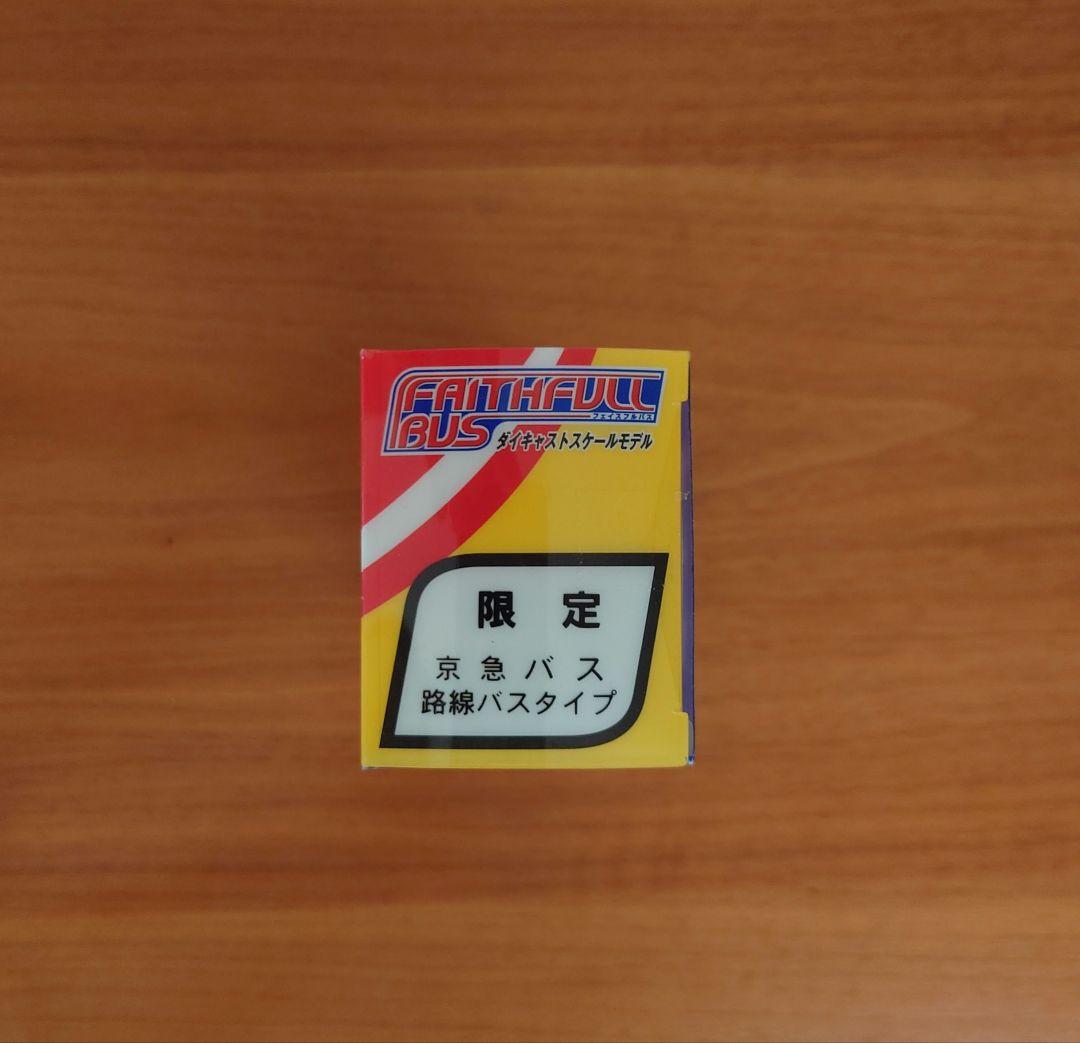 FAITHFULL
フェイスフルバス
BUS
ダイキャストスケールモデル
限 定
京 急 バ ス
路線バスタイプ